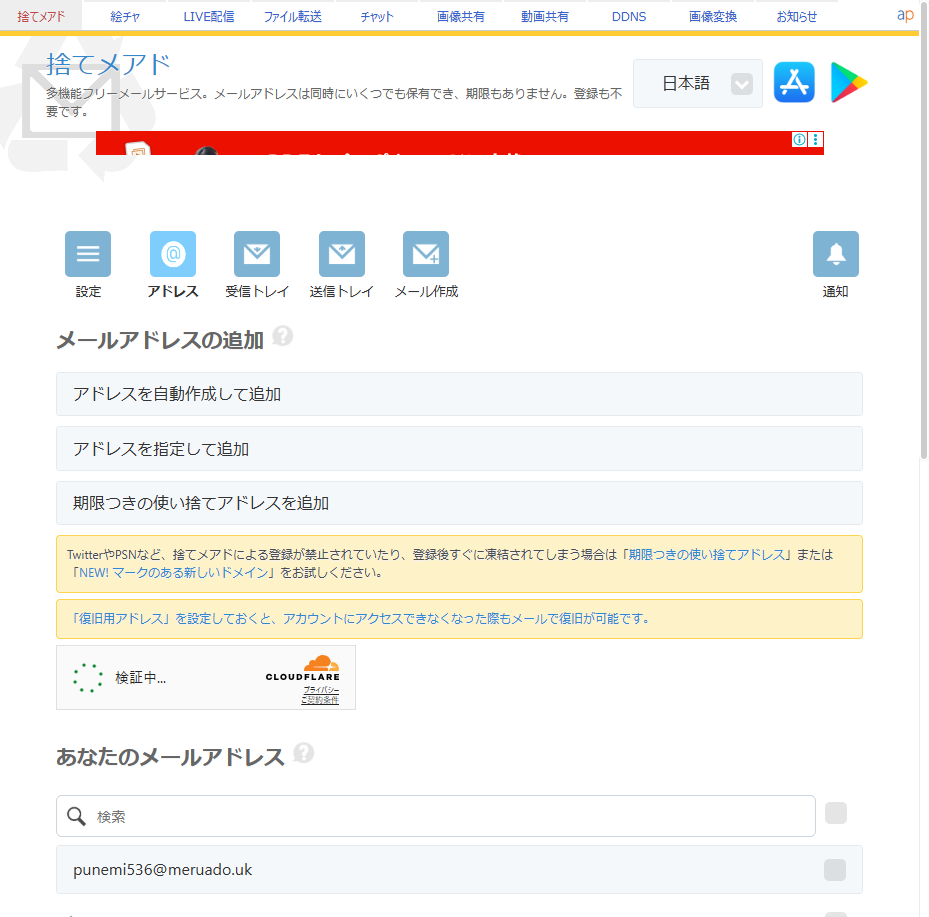 捨てメアド 絵チャ LIVE配信 ファイル転送 チャット 画像共有 動画共有 DDNS 画像変換 お知らせ ap
捨てメアド
多機能フリーメールサービス。メールアドレスは同時にいくつでも保有でき、期限もありません。登録も不
要です。
日本語
設定 アドレス 受信トレイ 送信トレイ メール作成 通知
メールアドレスの追加 ?
アドレスを自動作成して追加
アドレスを指定して追加
期限つきの使い捨てアドレスを追加
TwitterやPSNなど、捨てメアドによる登録が禁止されていたり、登録後すぐに凍結されてしまう場合は「期限つきの使い捨てアドレス」または
「NEW! マークのある新しいドメイン」をお試しください。
「復旧用アドレス」を設定しておくと、アカウントにアクセスできなくなった際もメールで復旧が可能です。
検証中...
CLOUDFLARE
プライバシー
ご契約条件
あなたのメールアドレス ?
検索
punemi536@meruado.uk